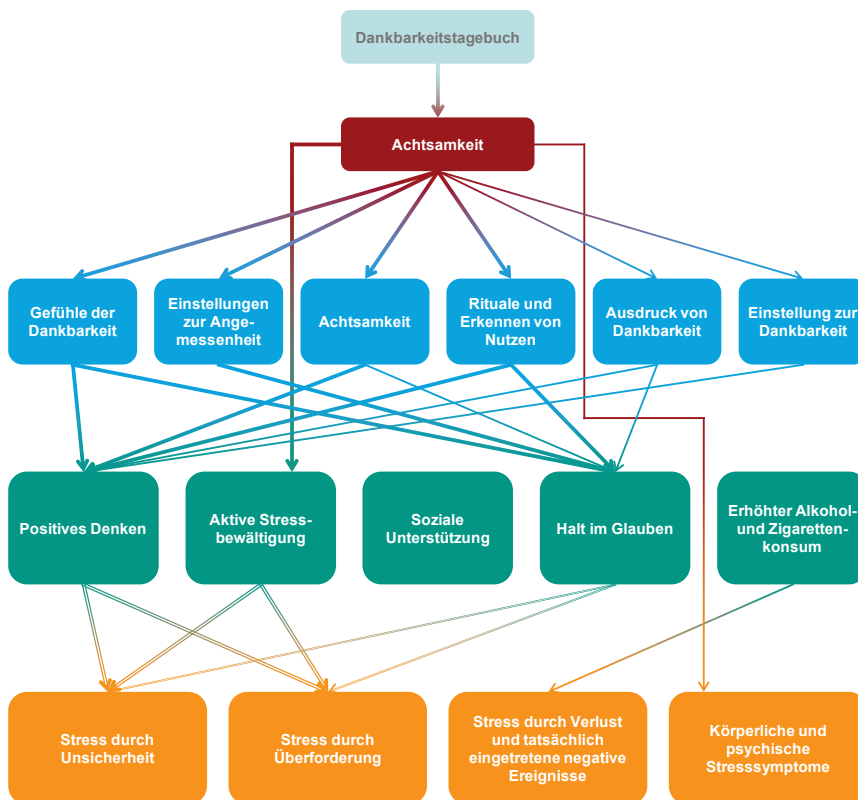 Dankbarkeitstagebuch
Achtsamkeit
Gefühle der
Dankbarkeit
Einstellungen
zur Ange-
messenheit
Achtsamkeit
Rituale und
Erkennen von
Nutzen
Ausdruck von
Dankbarkeit
Einstellung zur
Dankbarkeit
Positives Denken
Aktive Stress-
bewältigung
Soziale
Unterstützung
Halt im Glauben
Erhöhter Alkohol-
und Zigaretten-
konsum
Stress durch
Unsicherheit
Stress durch
Überforderung
Stress durch Verlust
und tatsächlich
eingetretene negative
Ereignisse
Körperliche und
psychische
Stresssymptome